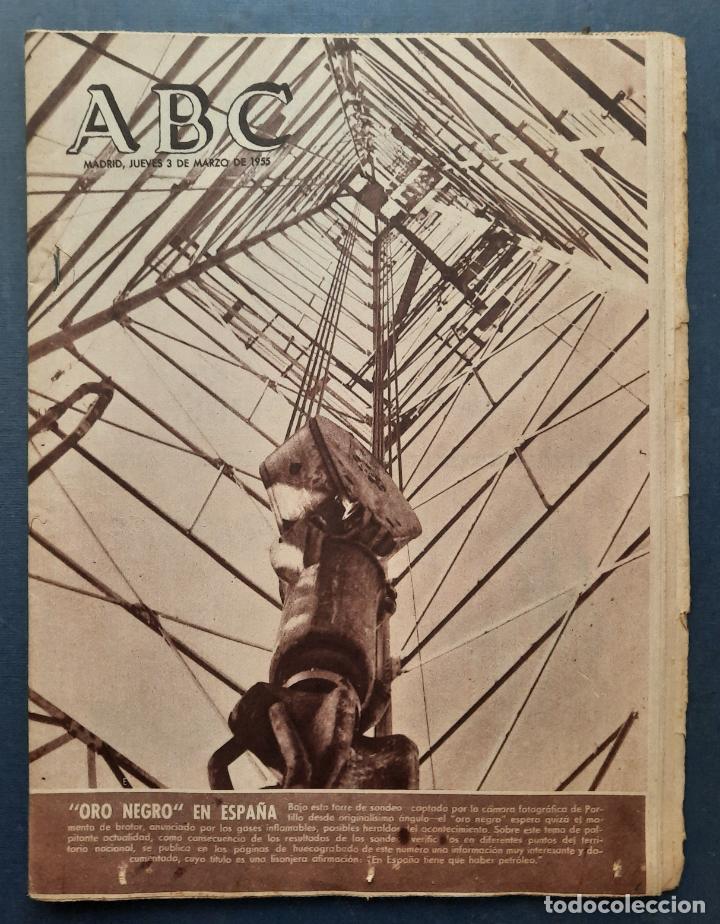 ABC
MADRID, JUEVES 3 DE MARZO DE 1955
E
"ORO NEGRO" EN ESPAÑA
Bajo esta torre de sondeo captada por la cámara fotográfica de Por-
tillo desde originalísimo ángulo—el "oro negro" espera quizá el mo-
mento de brotar, anunciado por los gases inflamables, posibles heraldos del acontecimiento. Sobre este tema de pal-
pitante actualidad, como consecuencia de los resultados de los sondeos verificados en diferentes puntos del terri-
torio nacional, se publica en las páginas de huecograbado de este número una información muy interesante y do-
cumentada, cuyo título es una lisonjera afirmación: "En España tiene que haber petróleo."
todocoleccion